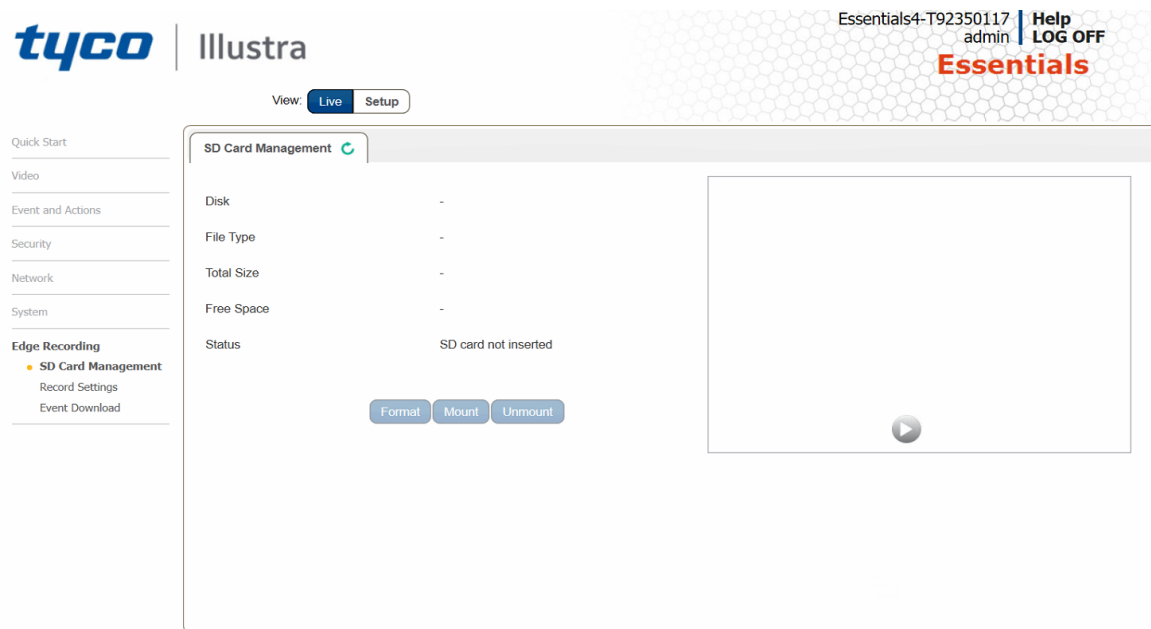 tyco Illustra
Essentials4-T92350117 Help
admin LOG OFF
Essentials
View: Live Setup
Quick Start
Video
Event and Actions
Security
Network
System
Edge Recording
SD Card Management
Record Settings
Event Download
SD Card Management
Disk -
File Type -
Total Size -
Free Space -
Status SD card not inserted
Format Mount Unmount